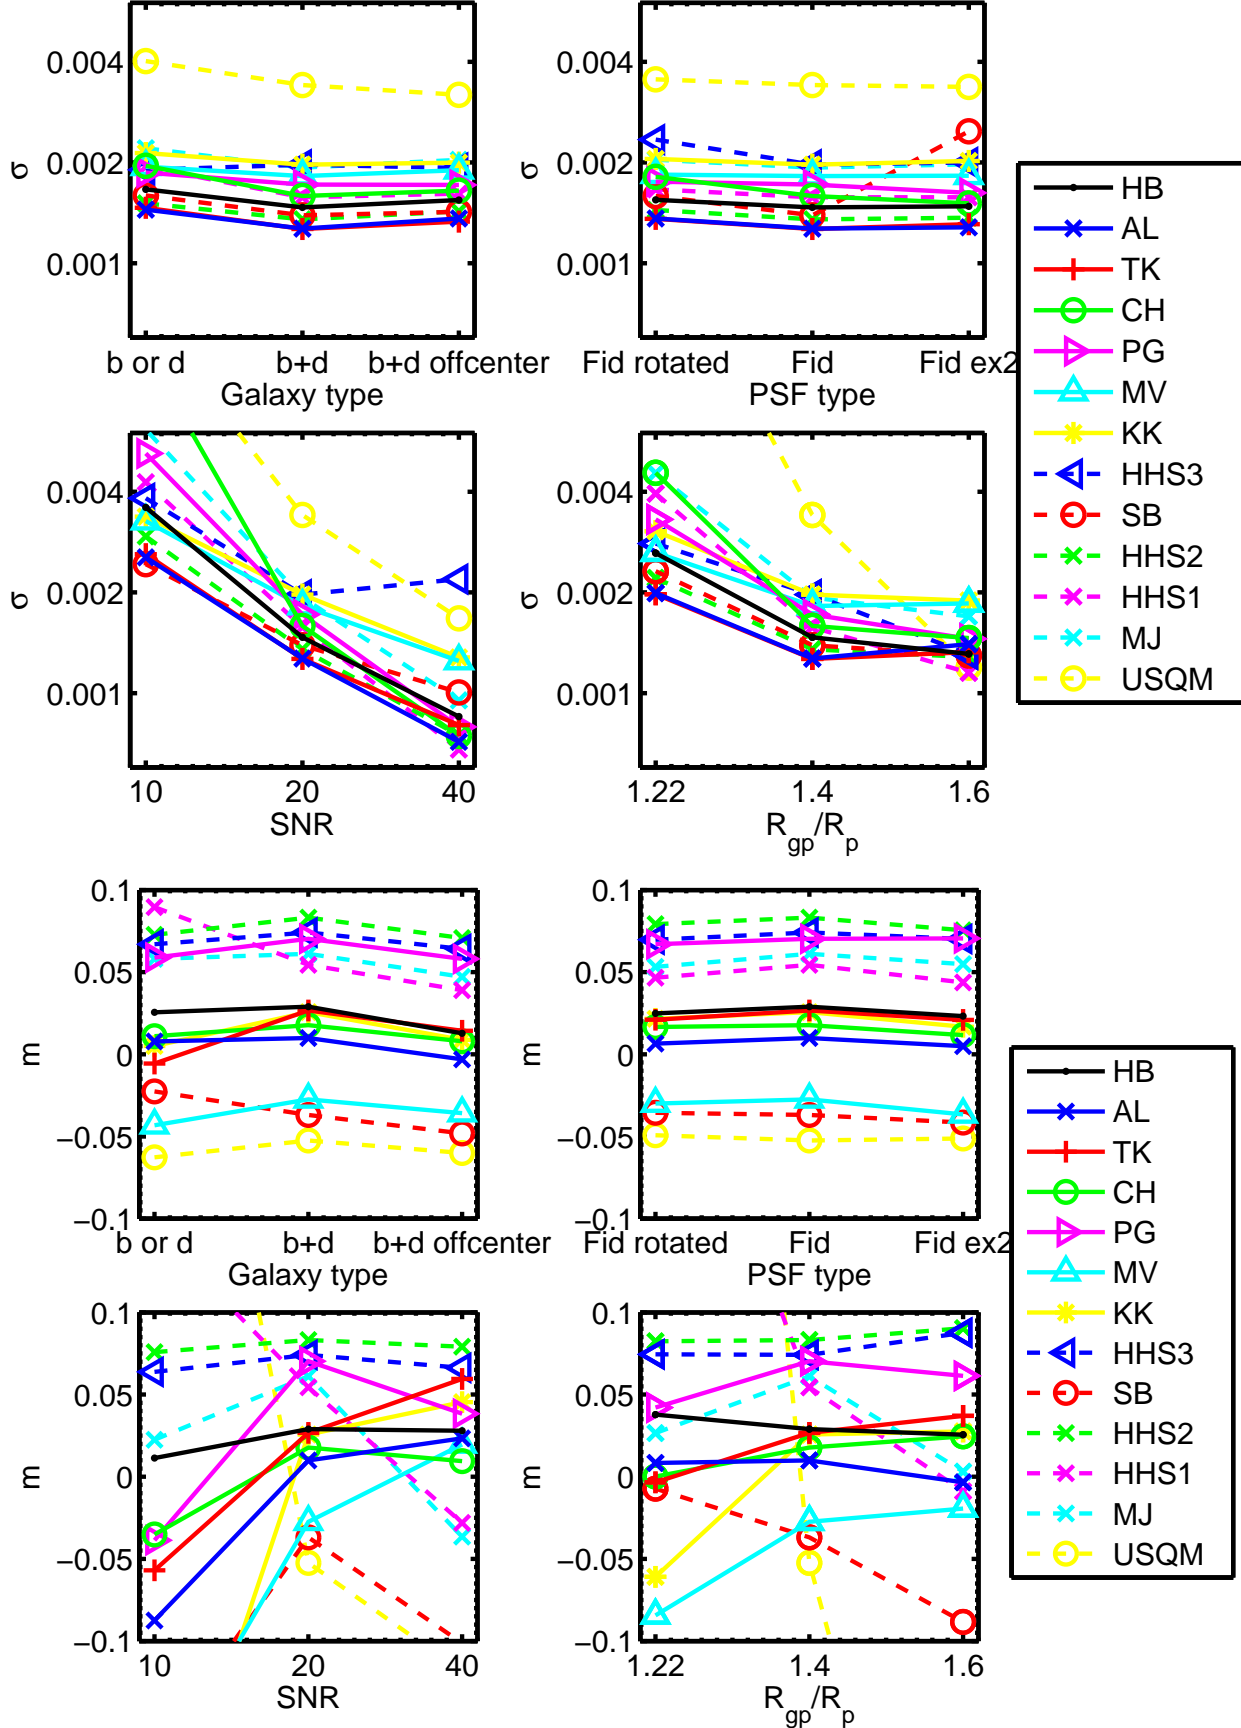 0.004
0.002
0.001
σ
b or d
b+d
b+d offcenter
Galaxy type
0.004
0.002
0.001
σ
Fid rotated
Fid
Fid ex2
PSF type
HB
AL
TK
CH
PG
MV
KK
HHS3
SB
HHS2
HHS1
MJ
USQM
0.004
0.002
0.001
σ
10
20
40
SNR
0.004
0.002
0.001
σ
1.22
1.4
1.6
R_gp/R_p
0.1
0.05
0
−0.05
−0.1
m
b or d
b+d
b+d offcenter
Galaxy type
0.1
0.05
0
−0.05
−0.1
m
Fid rotated
Fid
Fid ex2
PSF type
HB
AL
TK
CH
PG
MV
KK
HHS3
SB
HHS2
HHS1
MJ
USQM
0.1
0.05
0
−0.05
−0.1
m
10
20
40
SNR
0.1
0.05
0
−0.05
−0.1
m
1.22
1.4
1.6
R_gp/R_p